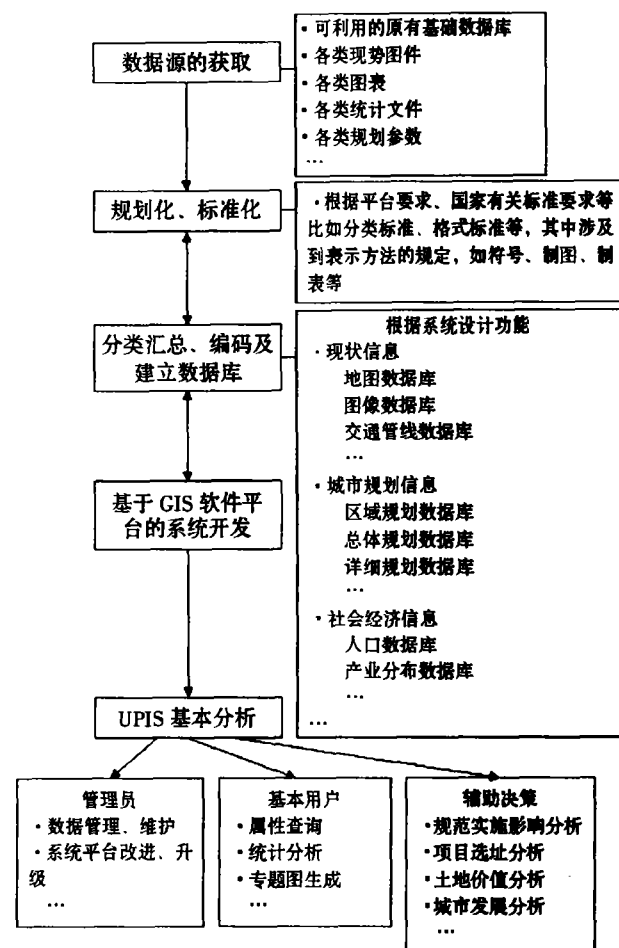 数据源的获取
· 可利用的原有基础数据库
· 各类现势图件
· 各类图表
· 各类统计文件
· 各类规划参数
…
规划化、标准化
· 根据平台要求、国家有关标准要求等
比如分类标准、格式标准等，其中涉及
到表示方法的规定，如符号、制图、制
表等
分类汇总、编码及
建立数据库
根据系统设计功能
· 现状信息
地图数据库
图像数据库
交通管线数据库
…
· 城市规划信息
区域规划数据库
总体规划数据库
详细规划数据库
…
· 社会经济信息
人口数据库
产业分布数据库
…
…
基于 GIS 软件平
台的系统开发
UPIS 基本分析
管理员
· 数据管理、维护
· 系统平台改进、升
级
…
基本用户
· 属性查询
· 统计分析
· 专题图生成
…
辅助决策
· 规范实施影响分析
· 项目选址分析
· 土地价值分析
· 城市发展分析
…